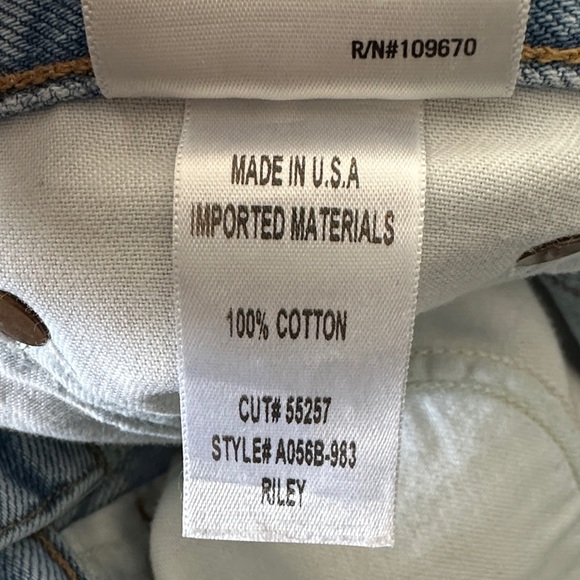 R/N#109670
MADE IN U.S.A
IMPORTED MATERIALS
100% COTTON
CUT# 55257
STYLE# A056B-983
RILEY